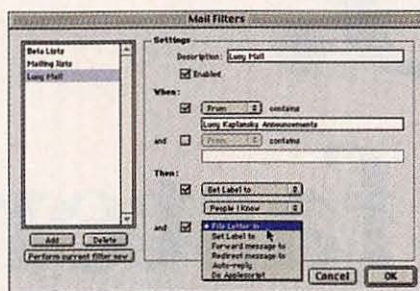 Mail Filters
Beta Lists
Mailing lists
Lucy Mail
Add
Delete
Perform current filter now
Settings
Description: Lucy Mail
Enabled
When:
From
contains
Lucy Kaplansky Announcements
and
From
contains
Then:
Set Label to
People I Know
and
File Letter to
Set Label to
Forward message to
Redirect message to
Auto-reply
Do Applescript
Cancel
OK